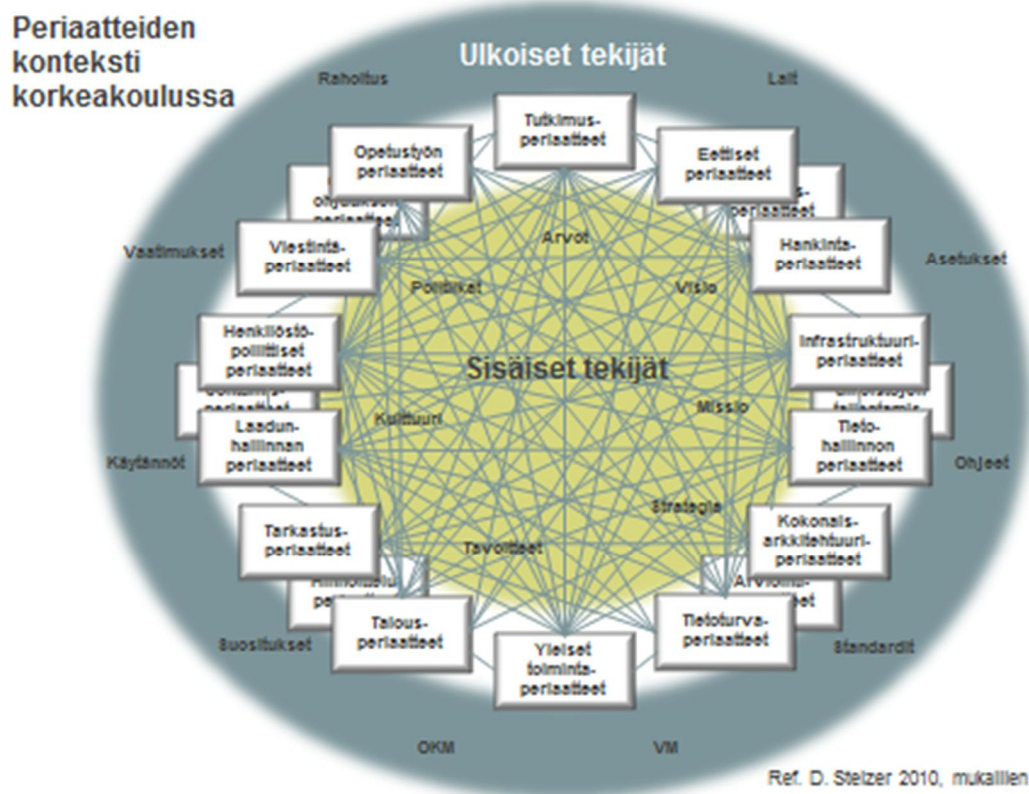 Periaatteiden
konteksti
korkeakoulussa
Ulkoiset tekijät
Rahoitus
Lait
Tutkimus-
periaatteet
Opetustyön
periaatteet
Eettiset
periaatteet
periaatteet
Viestintä-
periaatteet
Hankinta-
periaatteet
Vaatimukset
Asetukset
Arvot
Politiikat
Visio
Henkilöstö-
poliittiset
periaatteet
Infrastruktuuri-
periaatteet
Sisäiset tekijät
Kulttuuri
Missio
Laadun-
hallinnan
periaatteet
Tieto-
hallinnon
periaatteet
Käytännöt
Ohjeet
Strategia
Tavoitteet
Tarkastus-
periaatteet
Kokonais-
arkkitehtuuri-
periaatteet
Talous-
periaatteet
Tietoturva-
periaatteet
Yleiset
toiminta-
periaatteet
Suositukset
Standardit
OKM
VM
Ref. D. Stelzer 2010, mukaillen